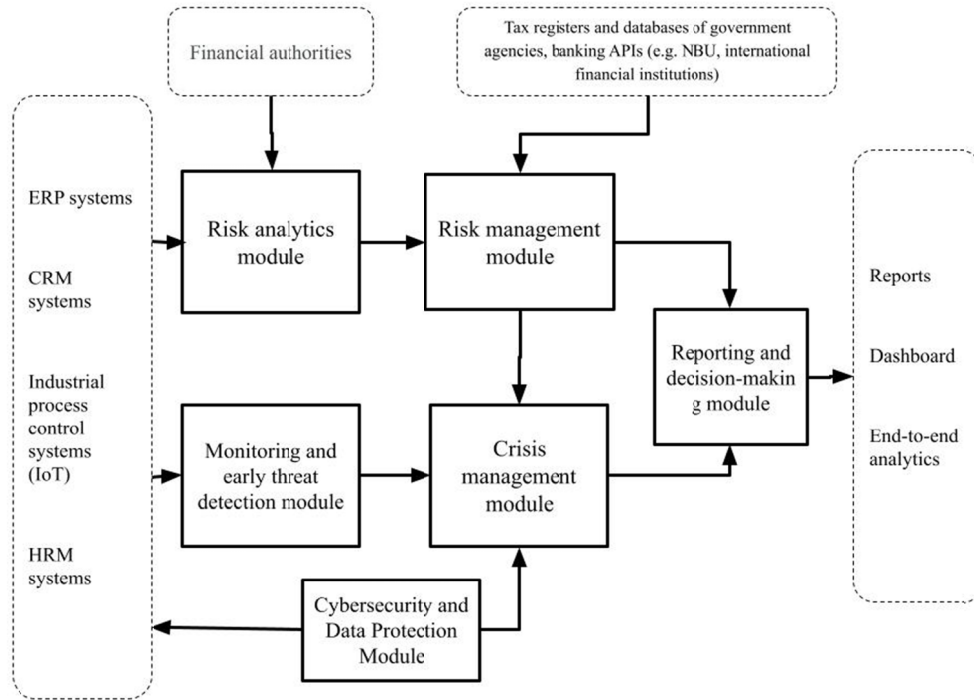 Financial authorities
Tax registers and databases of government
agencies, banking APIs (e.g. NBU, international
financial institutions)
ERP systems
CRM
systems
Industrial
process
control
systems
(IoT)
HRM
systems
Risk analytics
module
Risk management
module
Monitoring and
early threat
detection module
Crisis
management
module
Cybersecurity and
Data Protection
Module
Reporting and
decision-makin
g module
Reports
Dashboard
End-to-end
analytics